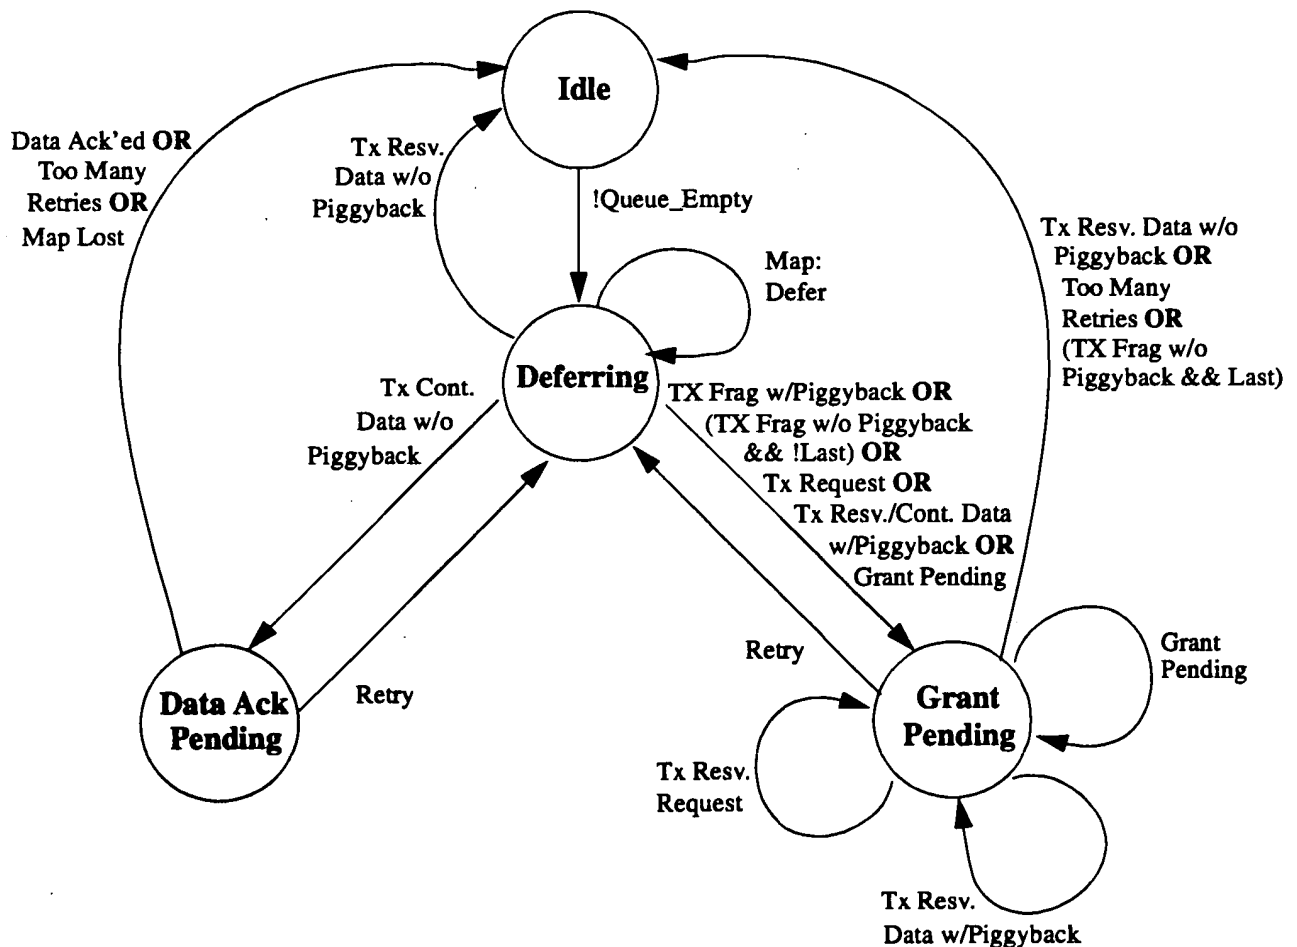 Idle
Data Ack'ed OR
Too Many
Retries OR
Map Lost
Tx Resv.
Data w/o
Piggyback
!Queue_Empty
Tx Resv. Data w/o
Piggyback OR
Too Many
Retries OR
(TX Frag w/o
Piggyback && Last)
Map:
Defer
Deferring
Tx Cont.
Data w/o
Piggyback
TX Frag w/Piggyback OR
(TX Frag w/o Piggyback
&& !Last) OR
Tx Request OR
Tx Resv./Cont. Data
w/Piggyback OR
Grant Pending
Retry
Retry
Data Ack
Pending
Grant
Pending
Grant
Pending
Tx Resv.
Request
Tx Resv.
Data w/Piggyback